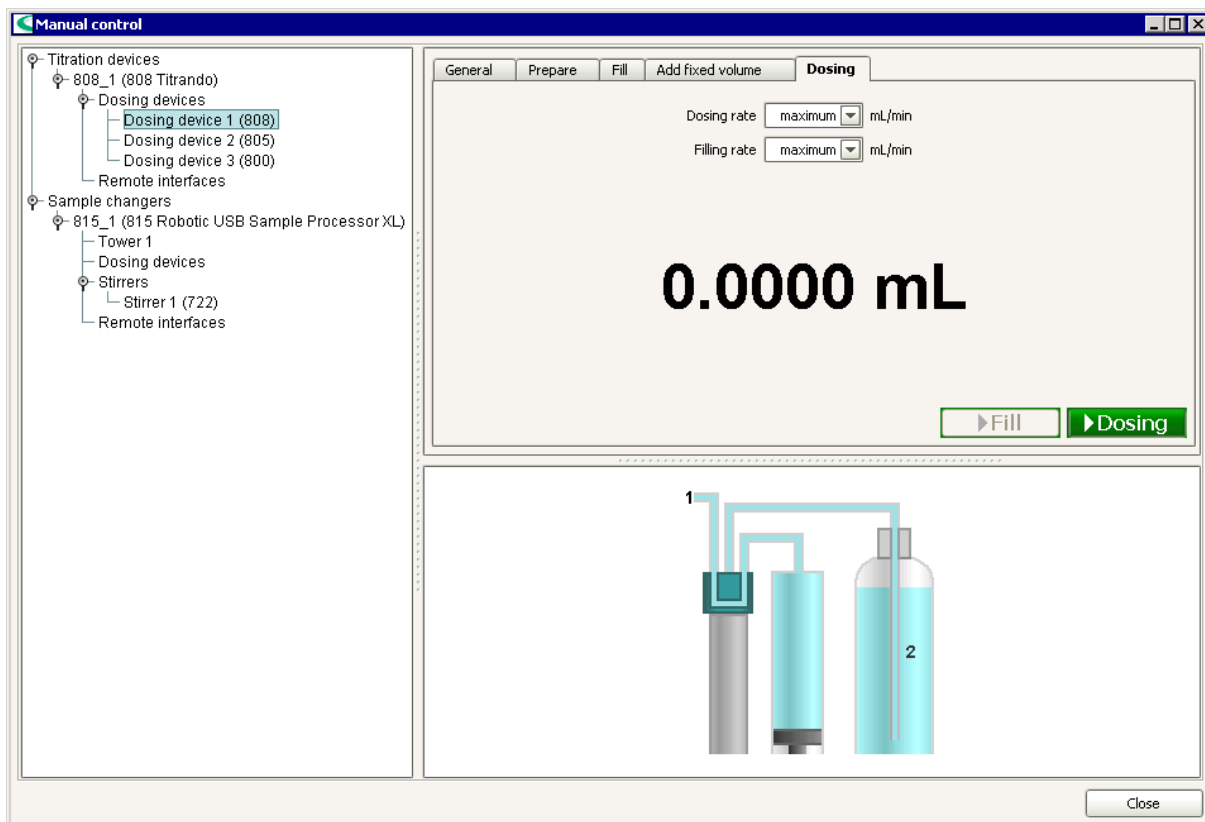 Manual control
Titration devices
808_1 (808 Titrando)
Dosing devices
Dosing device 1 (808)
Dosing device 2 (805)
Dosing device 3 (800)
Remote interfaces
Sample changers
815_1 (815 Robotic USB Sample Processor XL)
Tower 1
Dosing devices
Stirrers
Stirrer 1 (722)
Remote interfaces
General Prepare Fill Add fixed volume Dosing
Dosing rate maximum mL/min
Filling rate maximum mL/min
0.0000 mL
Fill Dosing
1
2
Close